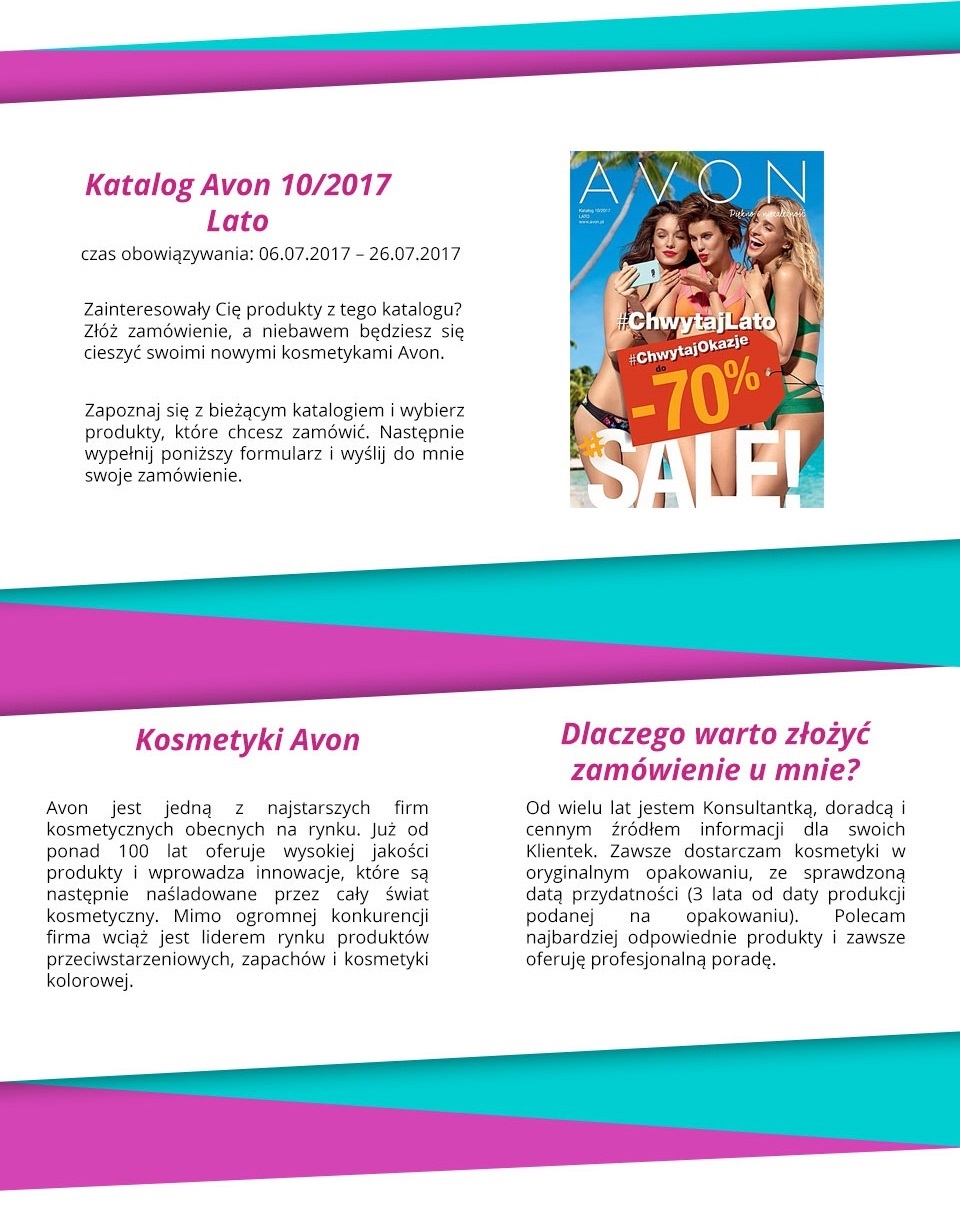 Katalog Avon 10/2017
Lato
czas obowiązywania: 06.07.2017 – 26.07.2017
Zainteresowały Cię produkty z tego katalogu?
Złóż zamówienie, a niebawem będziesz się
cieszyć swoimi nowymi kosmetykami Avon.
Zapoznaj się z bieżącym katalogiem i wybierz
produkty, które chcesz zamówić. Następnie
wypełnij poniższy formularz i wyślij do mnie
swoje zamówienie.
AVON
Katalog 10/2017
LATO
www.avon.pl
Piękno i niezależność
#ChwytajLato
#ChwytajOkazje
do
-70%
#
SALE!
Kosmetyki Avon
Avon jest jedną z najstarszych firm
kosmetycznych obecnych na rynku. Już od
ponad 100 lat oferuje wysokiej jakości
produkty i wprowadza innowacje, które są
następnie naśladowane przez cały świat
kosmetyczny. Mimo ogromnej konkurencji
firma wciąż jest liderem rynku produktów
przeciwstarzeniowych, zapachów i kosmetyki
kolorowej.
Dlaczego warto złożyć
zamówienie u mnie?
Od wielu lat jestem Konsultantką, doradcą i
cennym źródłem informacji dla swoich
Klientek. Zawsze dostarczam kosmetyki w
oryginalnym opakowaniu, ze sprawdzoną
datą przydatności (3 lata od daty produkcji
podanej na opakowaniu). Polecam
najbardziej odpowiednie produkty i zawsze
oferuję profesjonalną poradę.